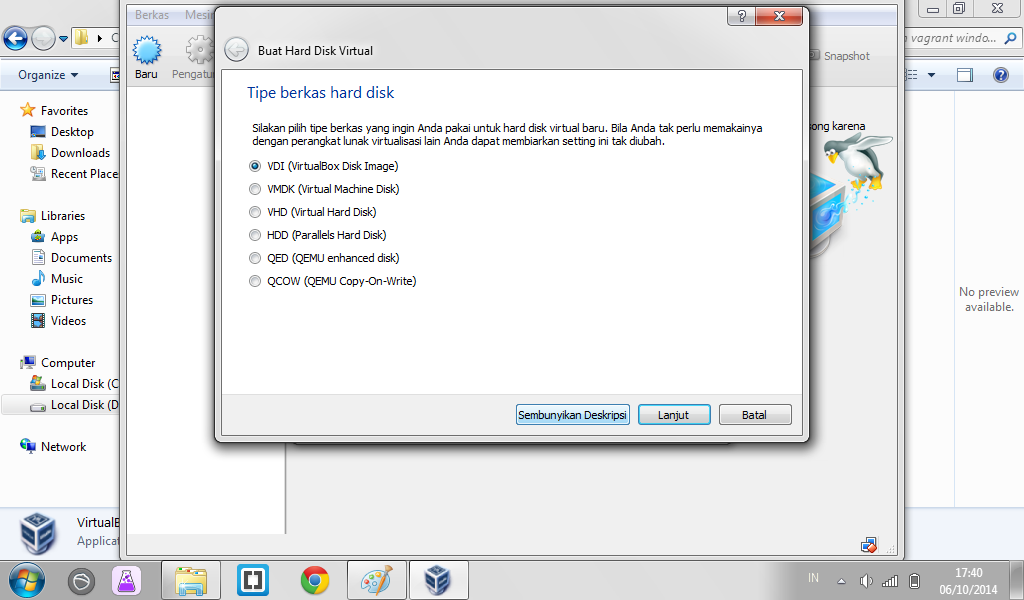 Berkas Mesin
Baru
Pengatu
Snapshot
song karena
Buat Hard Disk Virtual
Tipe berkas hard disk
Silakan pilih tipe berkas yang ingin Anda pakai untuk hard disk virtual baru. Bila Anda tak perlu memakainya
dengan perangkat lunak virtualisasi lain Anda dapat membiarkan setting ini tak diubah.
VDI (VirtualBox Disk Image)
VMDK (Virtual Machine Disk)
VHD (Virtual Hard Disk)
HDD (Parallels Hard Disk)
QED (QEMU enhanced disk)
QCOW (QEMU Copy-On-Write)
Sembunyikan Deskripsi
Lanjut
Batal
C
vagrant windo...
Organize
Favorites
Desktop
Downloads
Recent Place
Libraries
Apps
Documents
Music
Pictures
Videos
Computer
Local Disk (C
Local Disk (D
Network
No preview
available.
VirtualB
Applicat
IN
17:40
06/10/2014